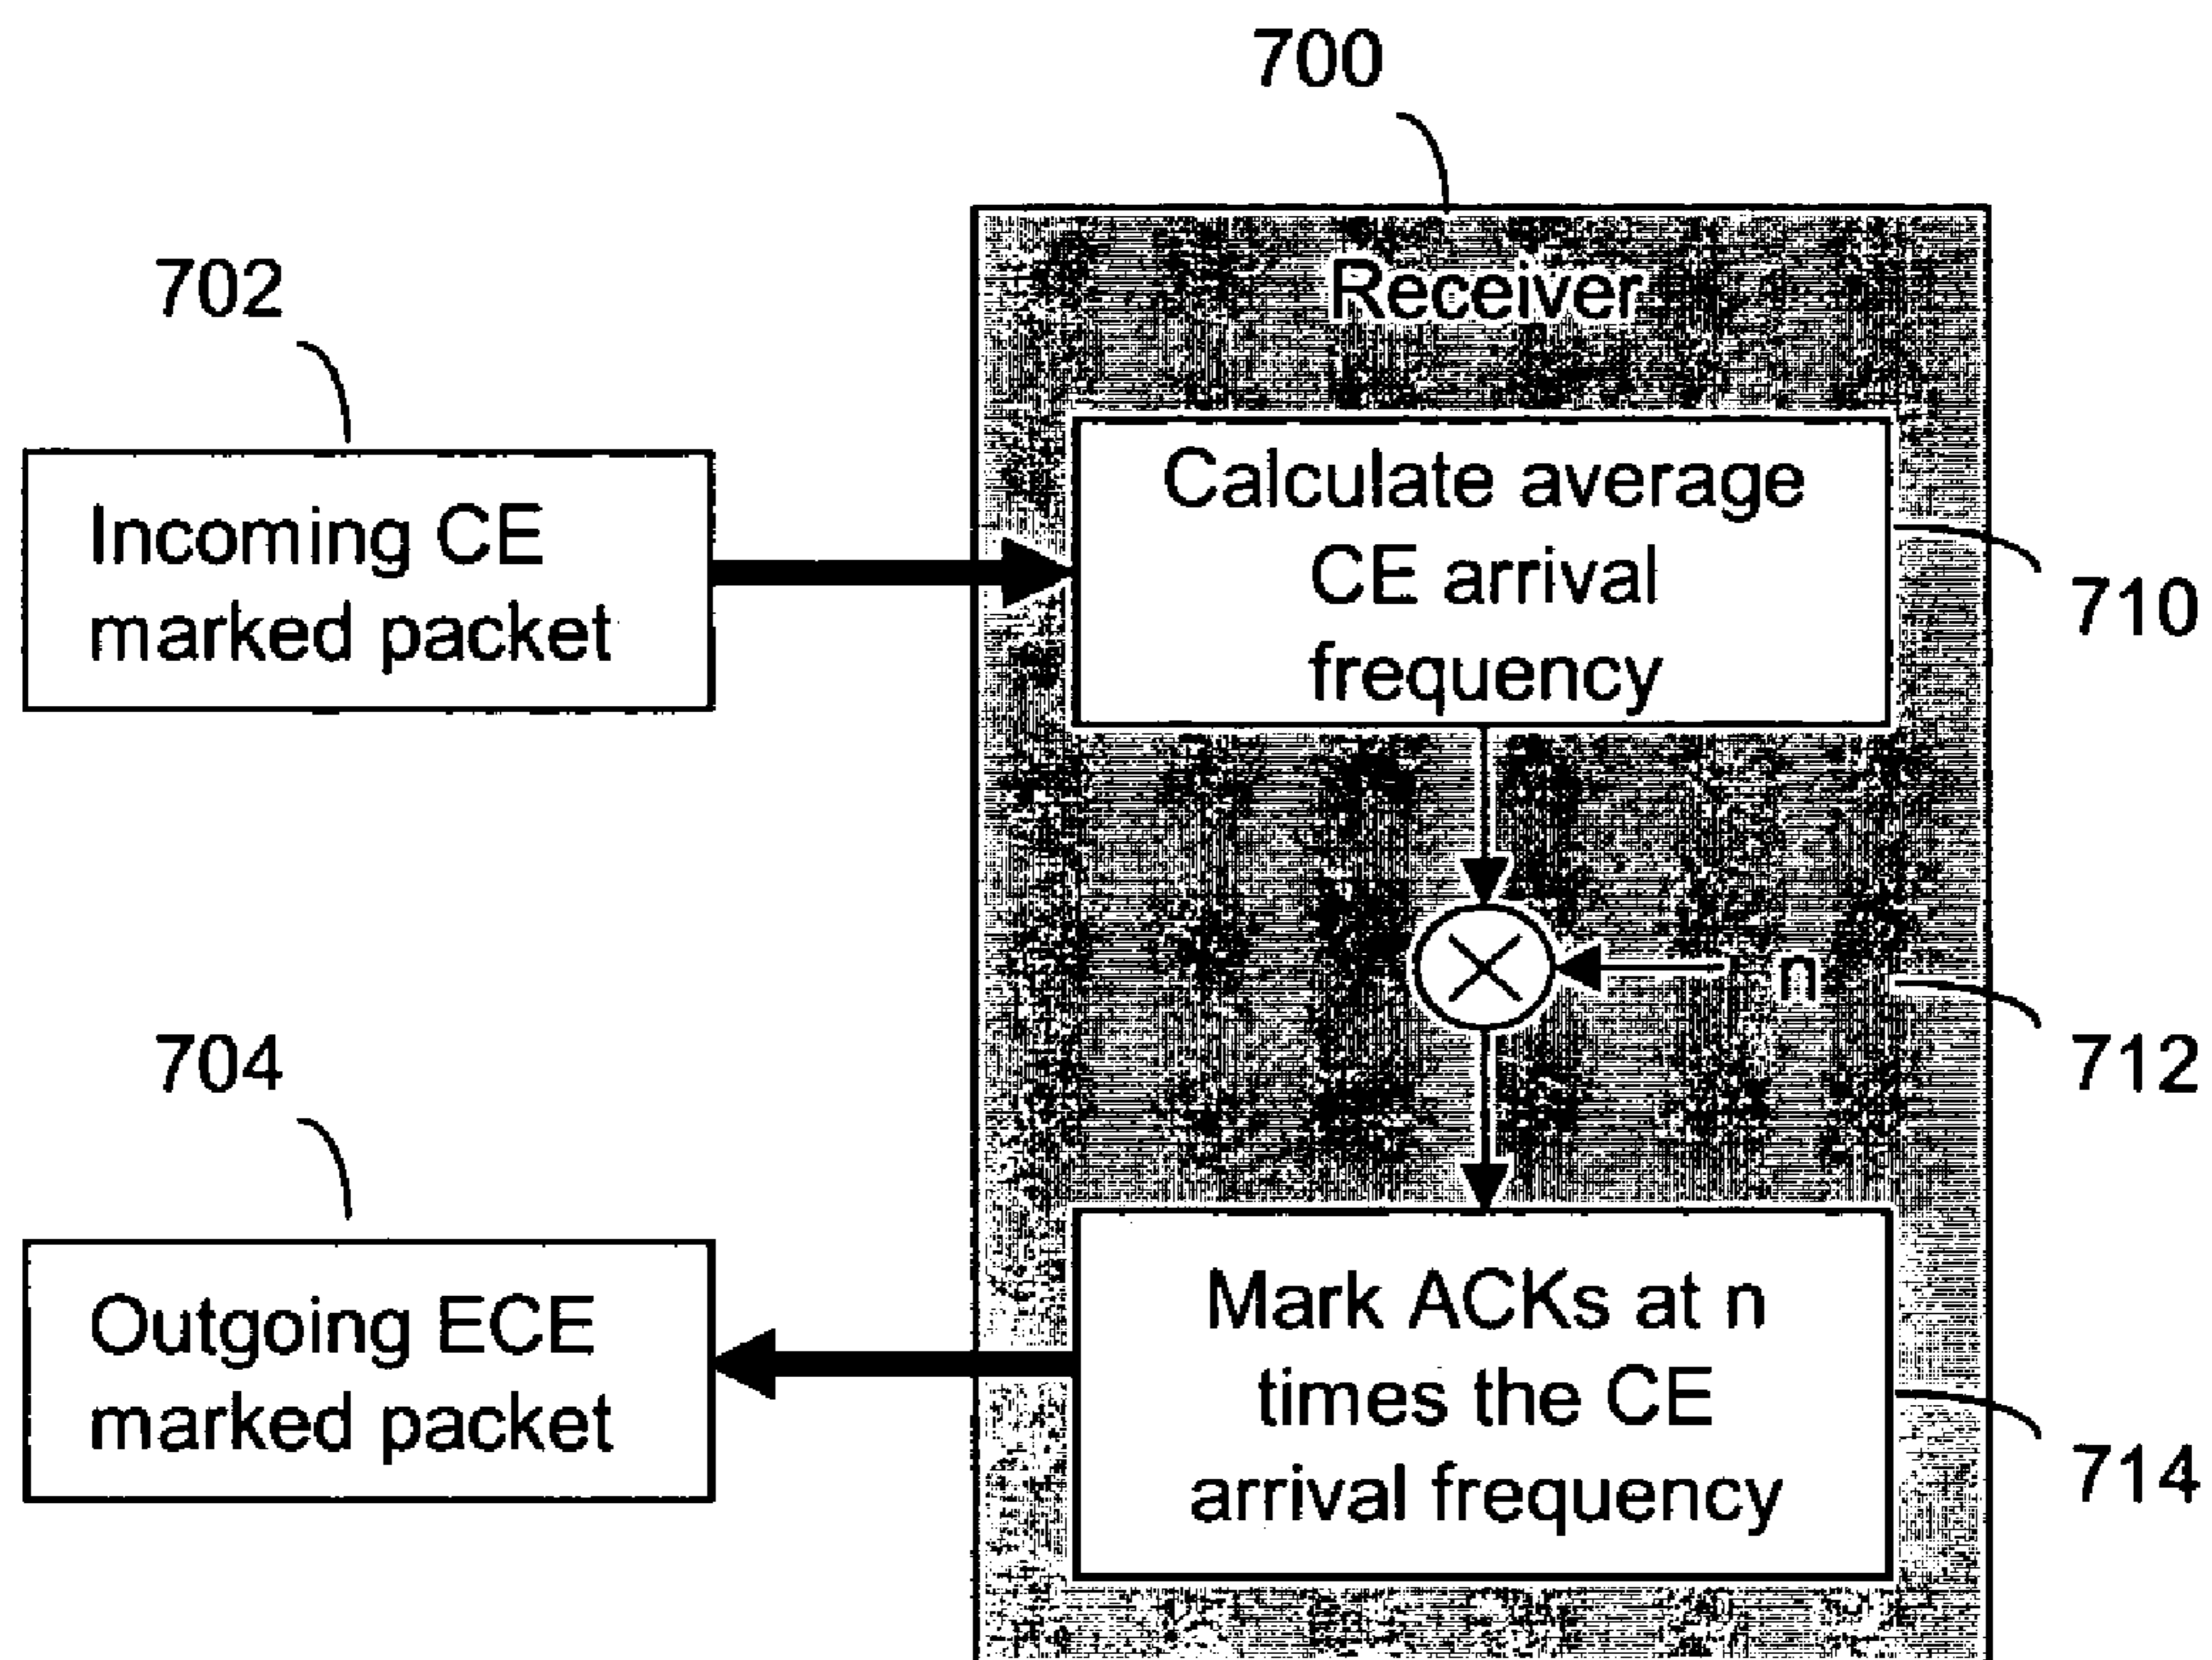 700
Receiver
702
Incoming CE
marked packet
Calculate average
CE arrival
frequency
710
n
712
704
Outgoing ECE
marked packet
Mark ACKs at n
times the CE
arrival frequency
714